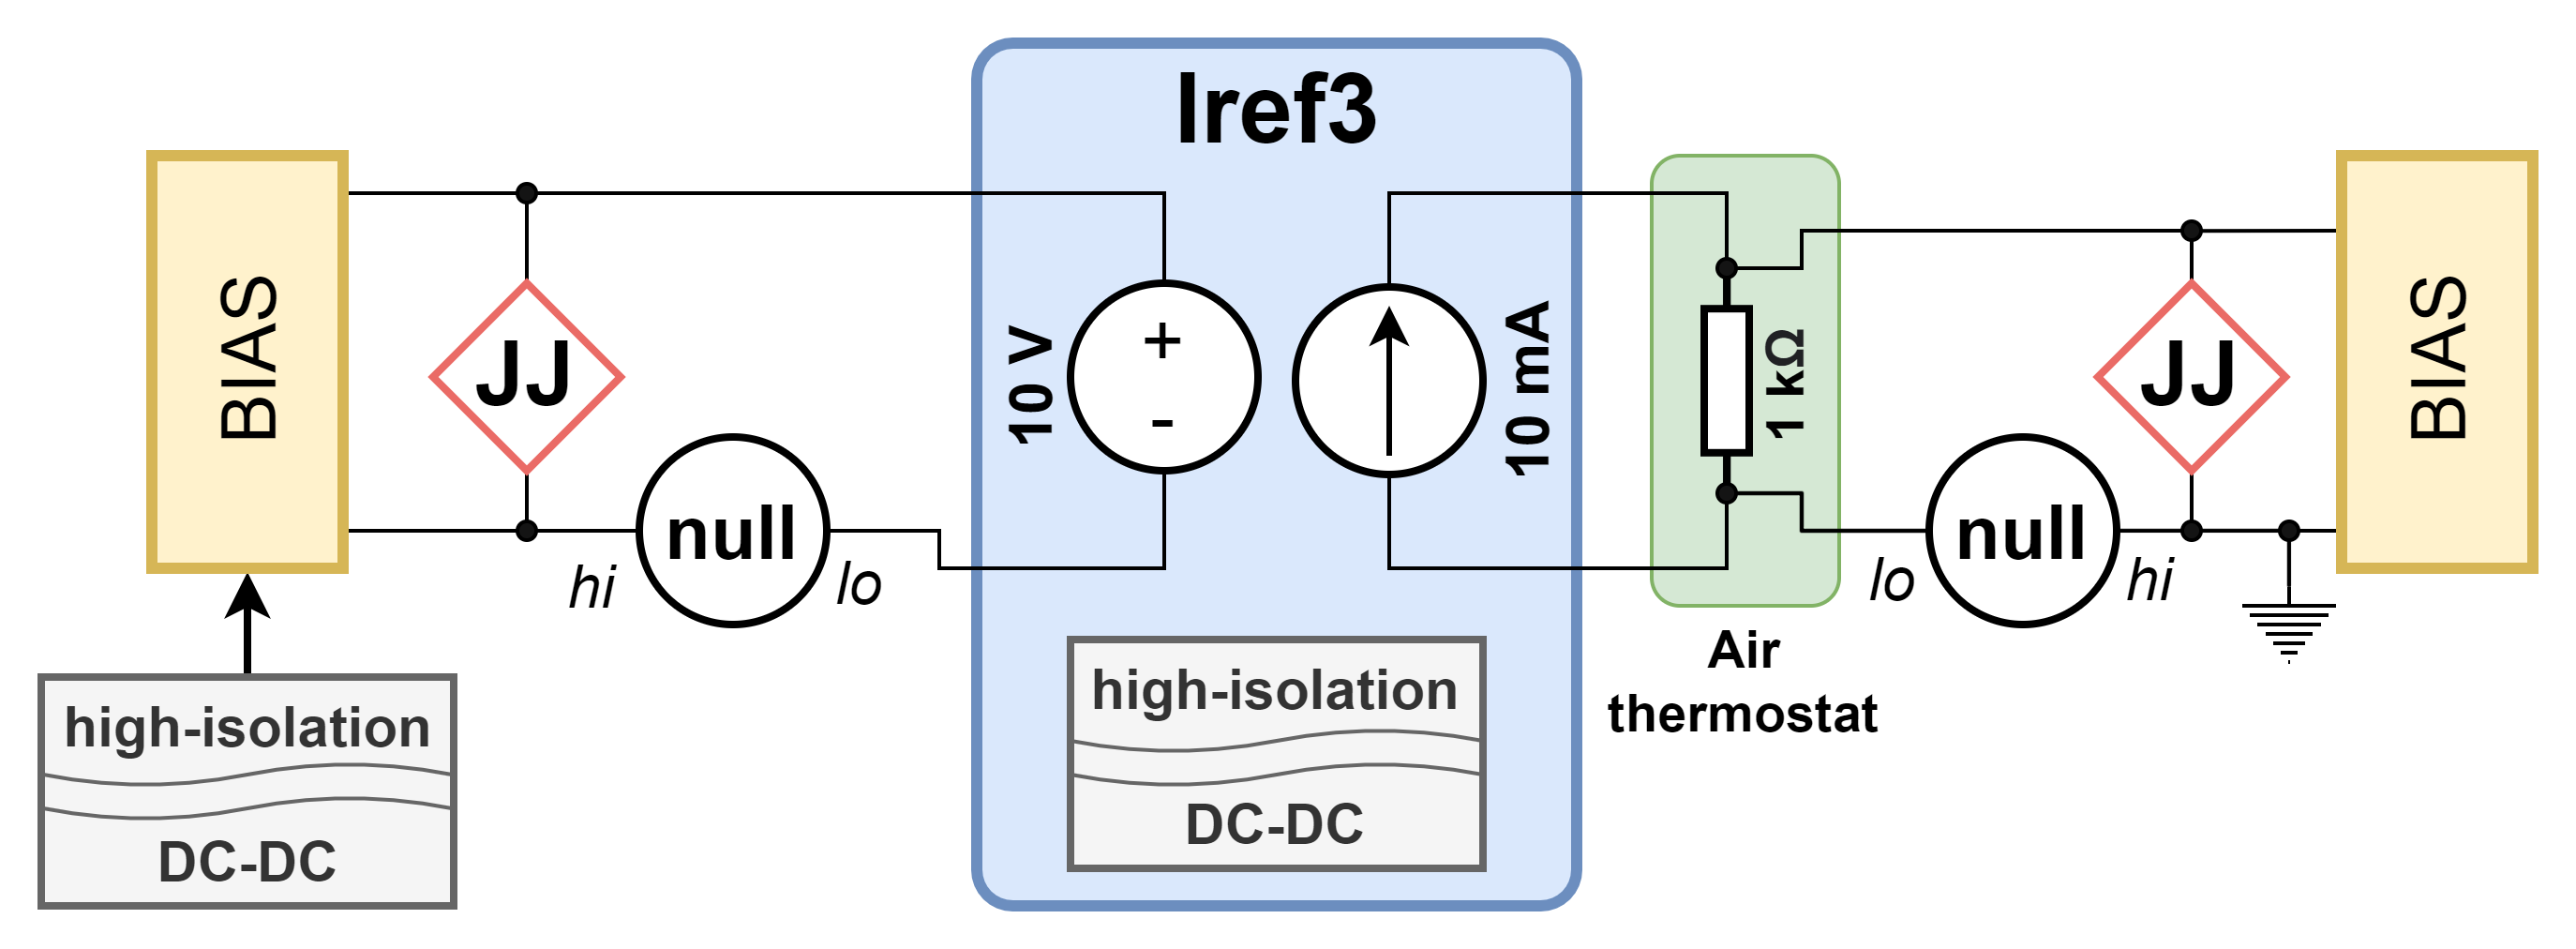 Iref3
BIAS
JJ
null
hi
lo
10 V
+
-
10 mA
1 kΩ
Air
thermostat
null
lo
hi
JJ
BIAS
high-isolation
DC-DC
high-isolation
DC-DC